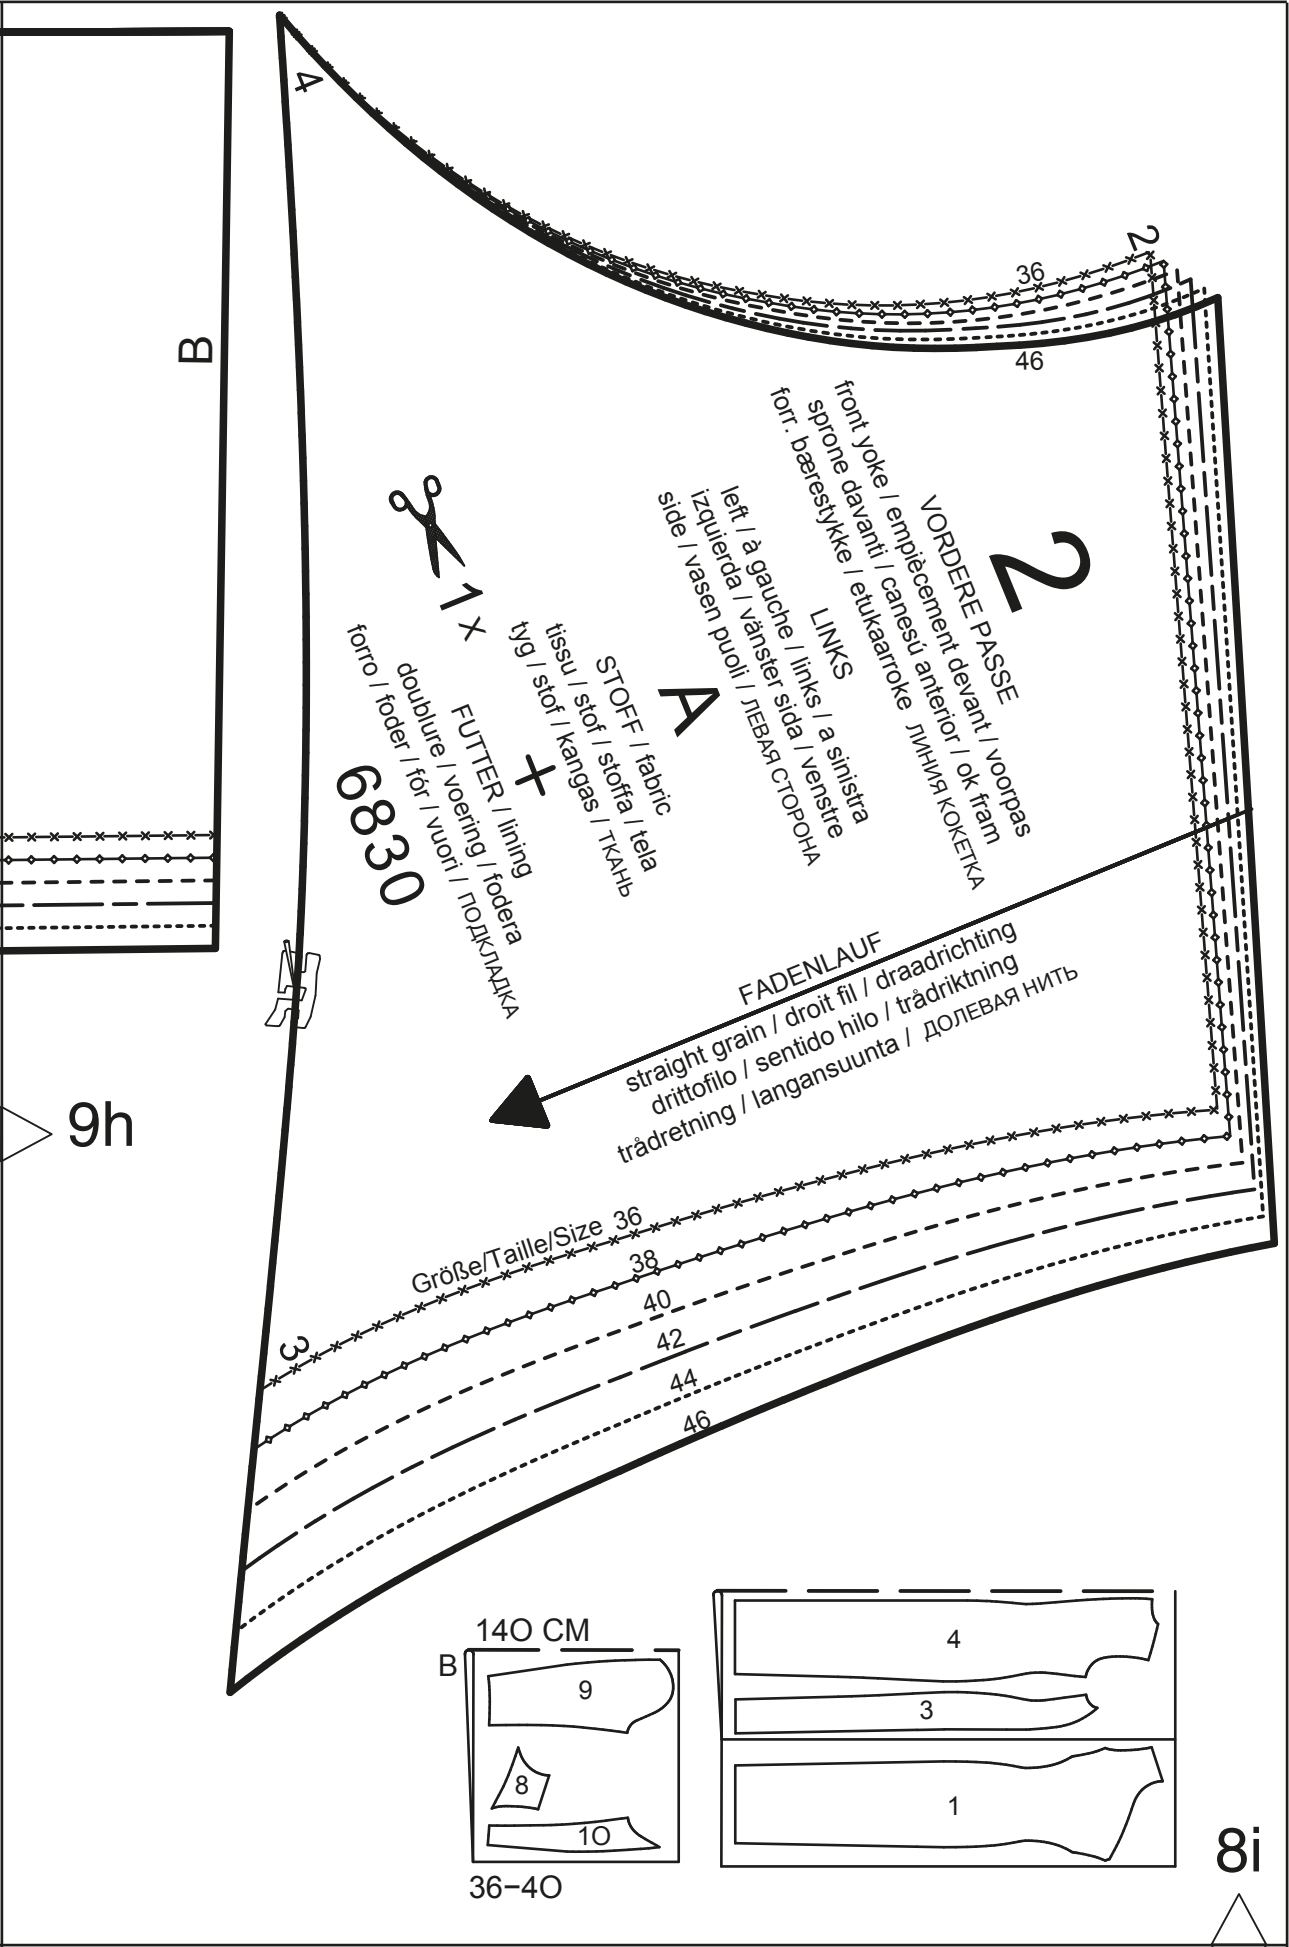 4
2
36
46
B
2
VORDERE PASSE
front yoke / empiècement devant / voorpas
sprone davanti / canesú anterior / ok fram
forr. bærestykke / etukaarroke ЛИНИЯ КОКЕТКА
LINKS
left / à gauche / links / a sinistra
izquierda / vänster sida / venstre
side / vasen puoli / ЛЕВАЯ СТОРОНА
A
1 x
STOFF / fabric
tissu / stof / stoffa / tela
tyg / stof / kangas / ТКАНЬ
+
FUTTER / lining
doublure / voering / fodera
forro / foder / fór / vuori / ПОДКЛАДКА
6830
FADENLAUF
straight grain / droit fil / draadrichting
drittofilo / sentido hilo / trådriktning
trådretning / langansuunta / ДОЛЕВАЯ НИТЬ
9h
Größe/Taille/Size 36
38
40
42
44
46
3
14O CM
B
9
8
1O
36–4O
4
3
1
8i